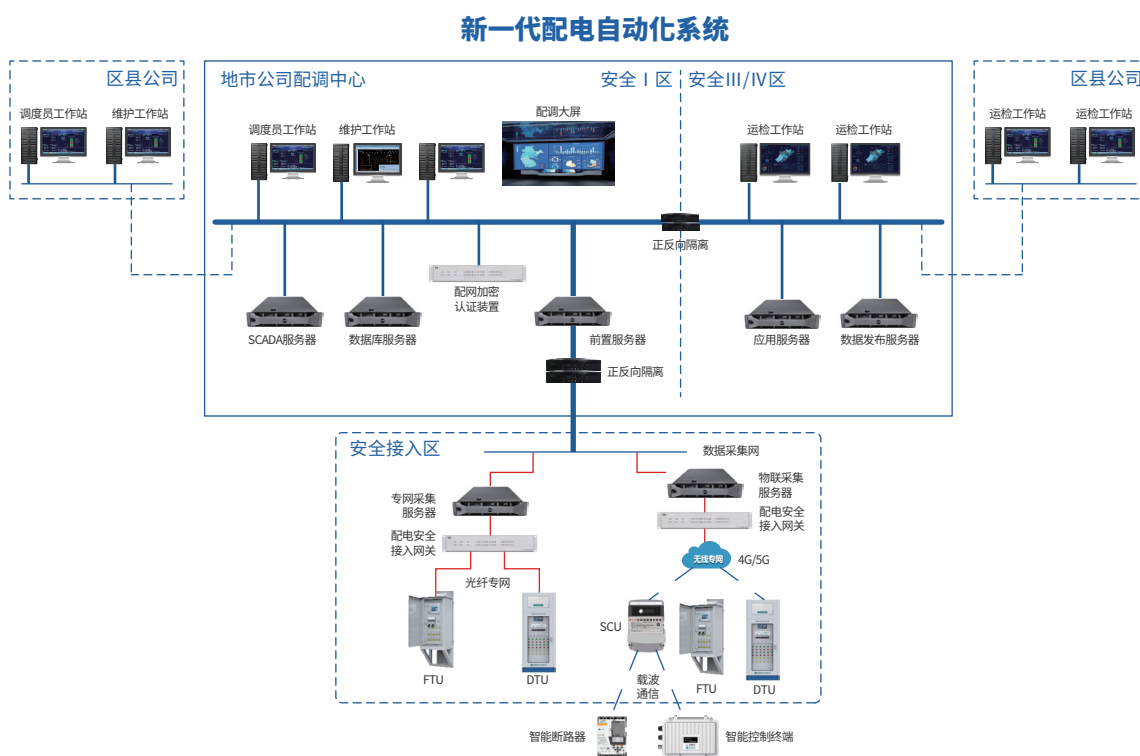 新一代配电自动化系统
区县公司
调度员工作站
维护工作站
地市公司配调中心
安全 I 区
安全III/IV区
调度员工作站
维护工作站
配调大屏
运检工作站
运检工作站
区县公司
运检工作站
运检工作站
正反向隔离
配网加密
认证装置
SCADA服务器
数据库服务器
前置服务器
应用服务器
数据发布服务器
正反向隔离
安全接入区
数据采集网
专网采集
服务器
物联采集
服务器
配电安全
接入网关
配电安全
接入网关
无线专网
4G/5G
光纤专网
SCU
FTU
DTU
载波
通信
FTU
DTU
智能断路器
智能控制终端